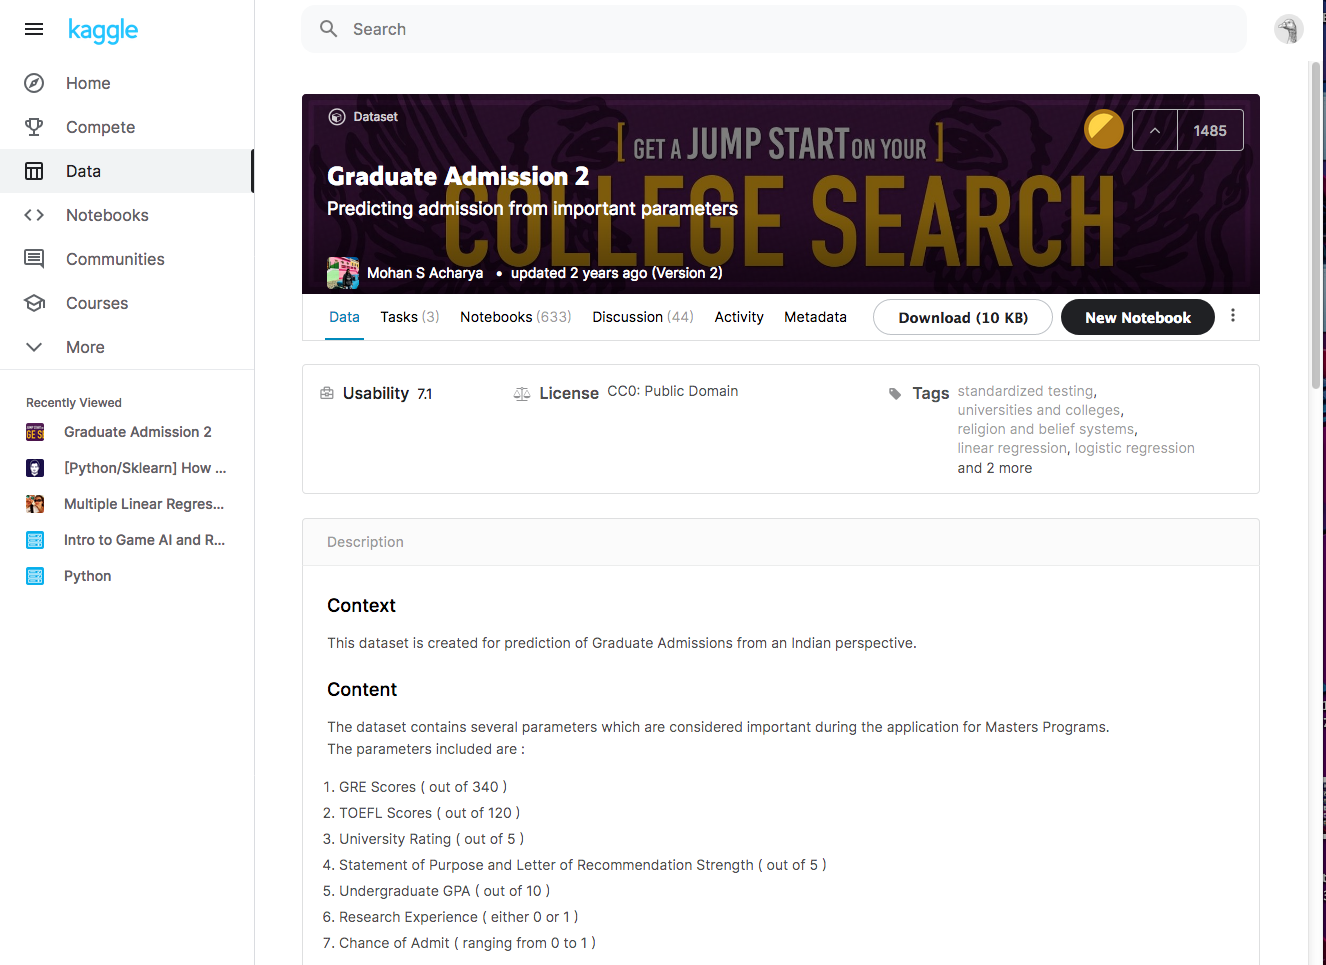 kaggle
Search
Home
Compete
Data
Notebooks
Communities
Courses
More
Recently Viewed
Graduate Admission 2
[Python/Sklearn] How ...
Multiple Linear Regres...
Intro to Game AI and R...
Python
Dataset
[ GET A JUMP START ON YOUR ]
COLLEGE SEARCH
1485
Graduate Admission 2
Predicting admission from important parameters
Mohan S Acharya • updated 2 years ago (Version 2)
Data Tasks (3) Notebooks (633) Discussion (44) Activity Metadata Download (10 KB) New Notebook
Usability 7.1 License CC0: Public Domain Tags standardized testing,
universities and colleges,
religion and belief systems,
linear regression, logistic regression
and 2 more
Description
Context
This dataset is created for prediction of Graduate Admissions from an Indian perspective.
Content
The dataset contains several parameters which are considered important during the application for Masters Programs.
The parameters included are :
1. GRE Scores ( out of 340 )
2. TOEFL Scores ( out of 120 )
3. University Rating ( out of 5 )
4. Statement of Purpose and Letter of Recommendation Strength ( out of 5 )
5. Undergraduate GPA ( out of 10 )
6. Research Experience ( either 0 or 1 )
7. Chance of Admit ( ranging from 0 to 1 )